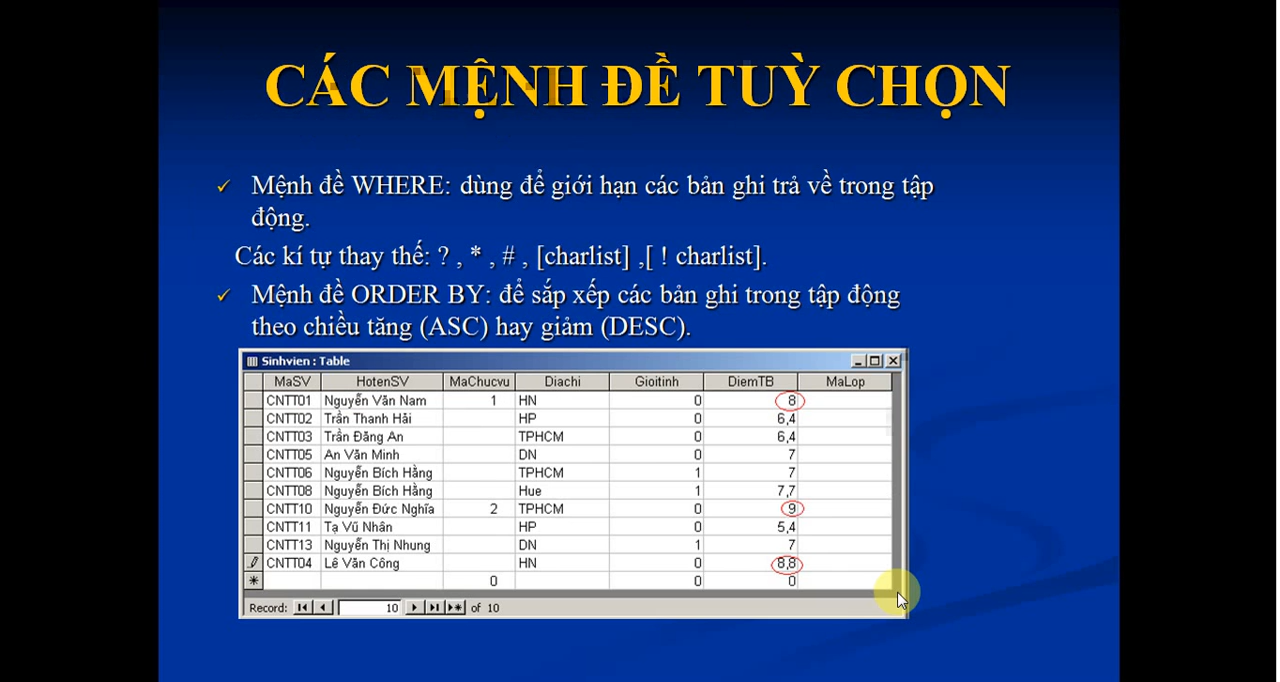 CÁC MỆNH ĐỀ TUỲ CHỌN
Mệnh đề WHERE: dùng để giới hạn các bản ghi trả về trong tập
động.
Các kí tự thay thế: ? , * , # , [charlist] ,[ ! charlist].
Mệnh đề ORDER BY: để sắp xếp các bản ghi trong tập động
theo chiều tăng (ASC) hay giảm (DESC).
Sinhvien : Table
MaSV HotenSV MaChucvu Diachi Gioitinh DiemTB MaLop
CNTT01 Nguyễn Văn Nam 1 HN 0 8
CNTT02 Trần Thanh Hải HP 0 6,4
CNTT03 Trần Đăng An TPHCM 0 6,4
CNTT05 An Văn Minh DN 0 7
CNTT06 Nguyễn Bích Hằng TPHCM 1 7
CNTT08 Nguyễn Bích Hằng Hue 1 7,7
CNTT10 Nguyễn Đức Nghĩa 2 TPHCM 0 9
CNTT11 Tạ Vũ Nhân HP 0 5,4
CNTT13 Nguyễn Thị Nhung DN 1 7
CNTT04 Lê Văn Công HN 0 8,8
0 0 0
Record: 10 of 10